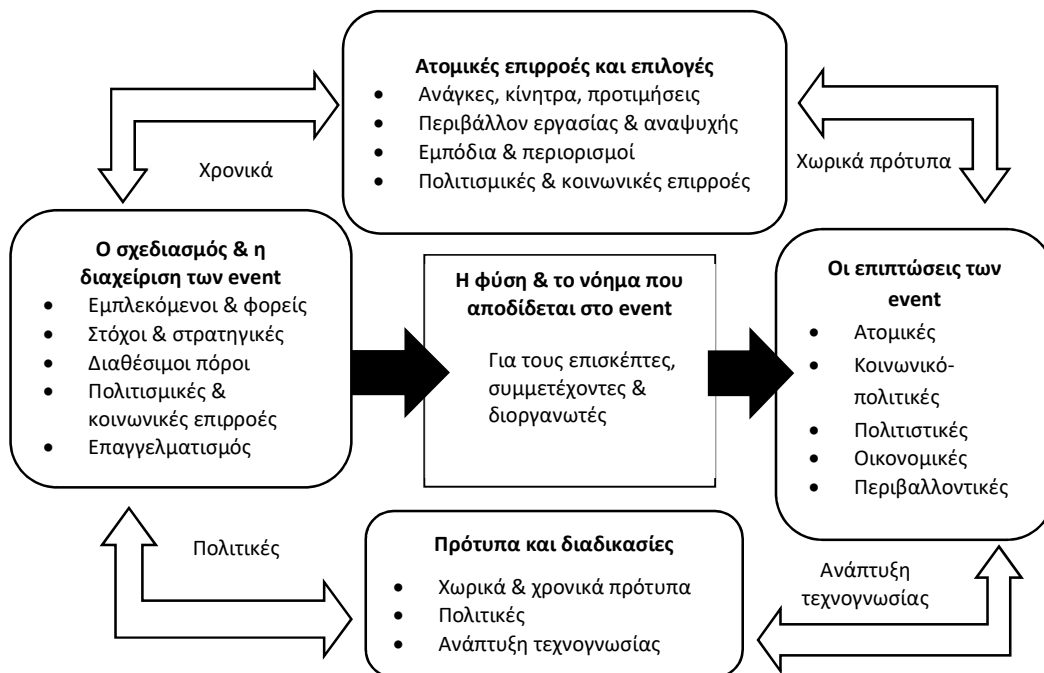 Ατομικές επιρροές και επιλογές
• Ανάγκες, κίνητρα, προτιμήσεις
• Περιβάλλον εργασίας & αναψυχής
• Εμπόδια & περιορισμοί
• Πολιτισμικές & κοινωνικές επιρροές
Χρονικά
Χωρικά πρότυπα
Ο σχεδιασμός & η
διαχείριση των event
• Εμπλεκόμενοι & φορείς
• Στόχοι & στρατηγικές
• Διαθέσιμοι πόροι
• Πολιτισμικές &
κοινωνικές επιρροές
• Επαγγελματισμός
Η φύση & το νόημα που
αποδίδεται στο event
Για τους επισκέπτες,
συμμετέχοντες &
διοργανωτές
Οι επιπτώσεις των
event
• Ατομικές
• Κοινωνικό-
πολιτικές
• Πολιτιστικές
• Οικονομικές
• Περιβαλλοντικές
Πολιτικές
Ανάπτυξη
τεχνογνωσίας
Πρότυπα και διαδικασίες
• Χωρικά & χρονικά πρότυπα
• Πολιτικές
• Ανάπτυξη τεχνογνωσίας